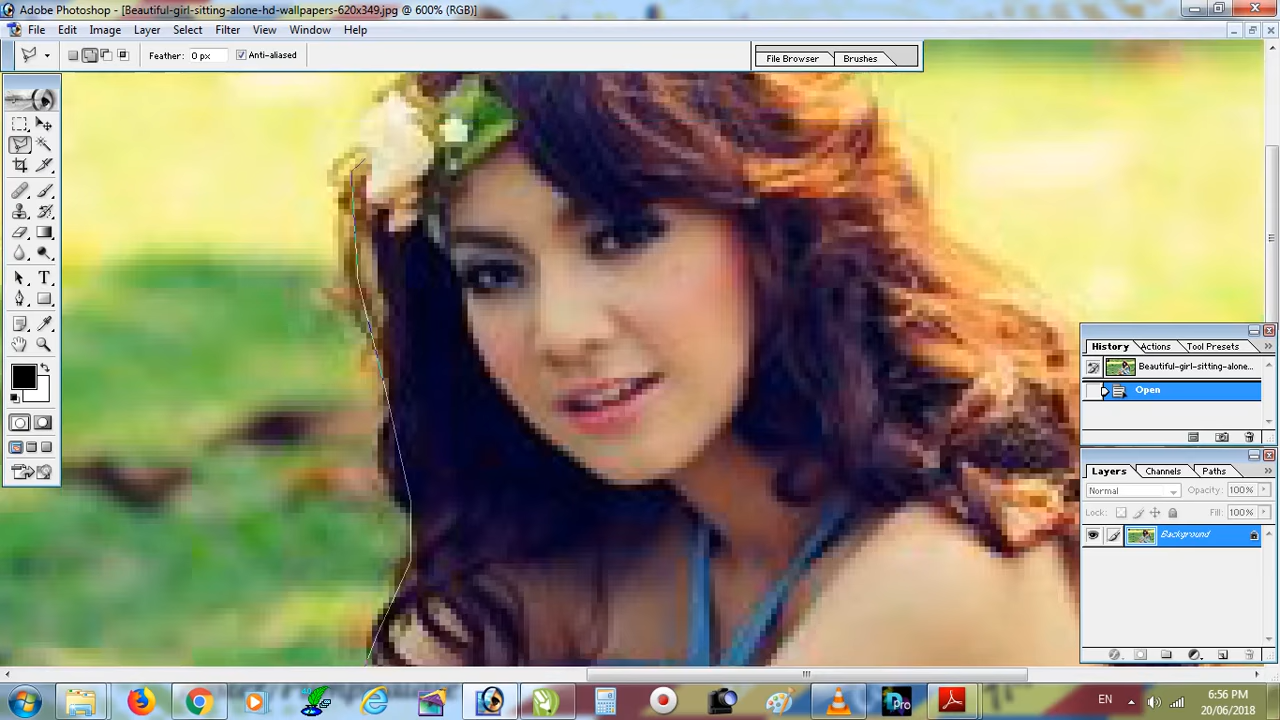 Adobe Photoshop - [Beautiful-girl-sitting-alone-hd-wallpapers-620x349.jpg @ 600% (RGB)]
File Edit Image Layer Select Filter View Window Help
Feather: 0 px Anti-aliased
File Browser Brushes
History Actions Tool Presets
Beautiful-girl-sitting-alone...
Open
Layers Channels Paths
Normal Opacity: 100%
Lock: Fill: 100%
Background
T
Pro
EN
6:56 PM
20/06/2018